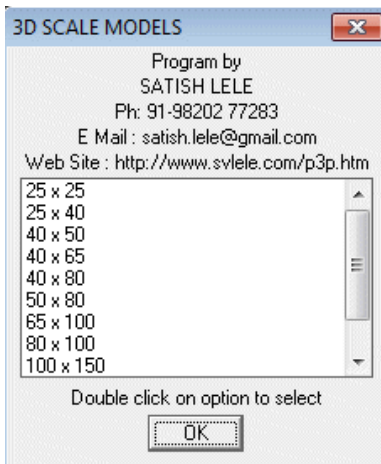 3D SCALE MODELS
Program by
SATISH LELE
Ph: 91-98202 77283
E Mail : satish.lele@gmail.com
Web Site : http://www.svlele.com/p3p.htm
25 x 25
25 x 40
40 x 50
40 x 65
40 x 80
50 x 80
65 x 100
80 x 100
100 x 150
Double click on option to select
OK